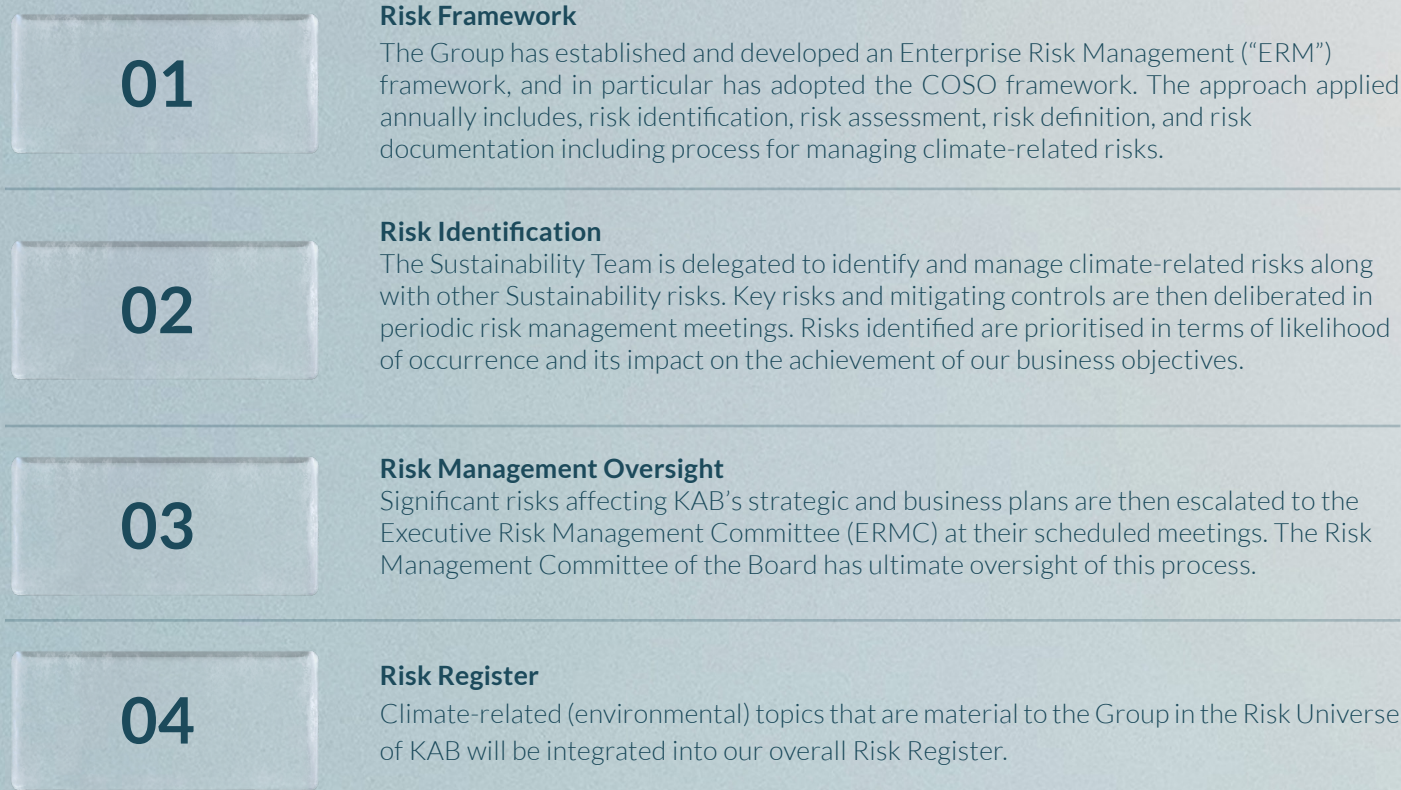 01
Risk Framework
The Group has established and developed an Enterprise Risk Management (“ERM”)
framework, and in particular has adopted the COSO framework. The approach applied
annually includes, risk identification, risk assessment, risk definition, and risk
documentation including process for managing climate-related risks.
02
Risk Identification
The Sustainability Team is delegated to identify and manage climate-related risks along
with other Sustainability risks. Key risks and mitigating controls are then deliberated in
periodic risk management meetings. Risks identified are prioritised in terms of likelihood
of occurrence and its impact on the achievement of our business objectives.
03
Risk Management Oversight
Significant risks affecting KAB’s strategic and business plans are then escalated to the
Executive Risk Management Committee (ERMC) at their scheduled meetings. The Risk
Management Committee of the Board has ultimate oversight of this process.
04
Risk Register
Climate-related (environmental) topics that are material to the Group in the Risk Universe
of KAB will be integrated into our overall Risk Register.